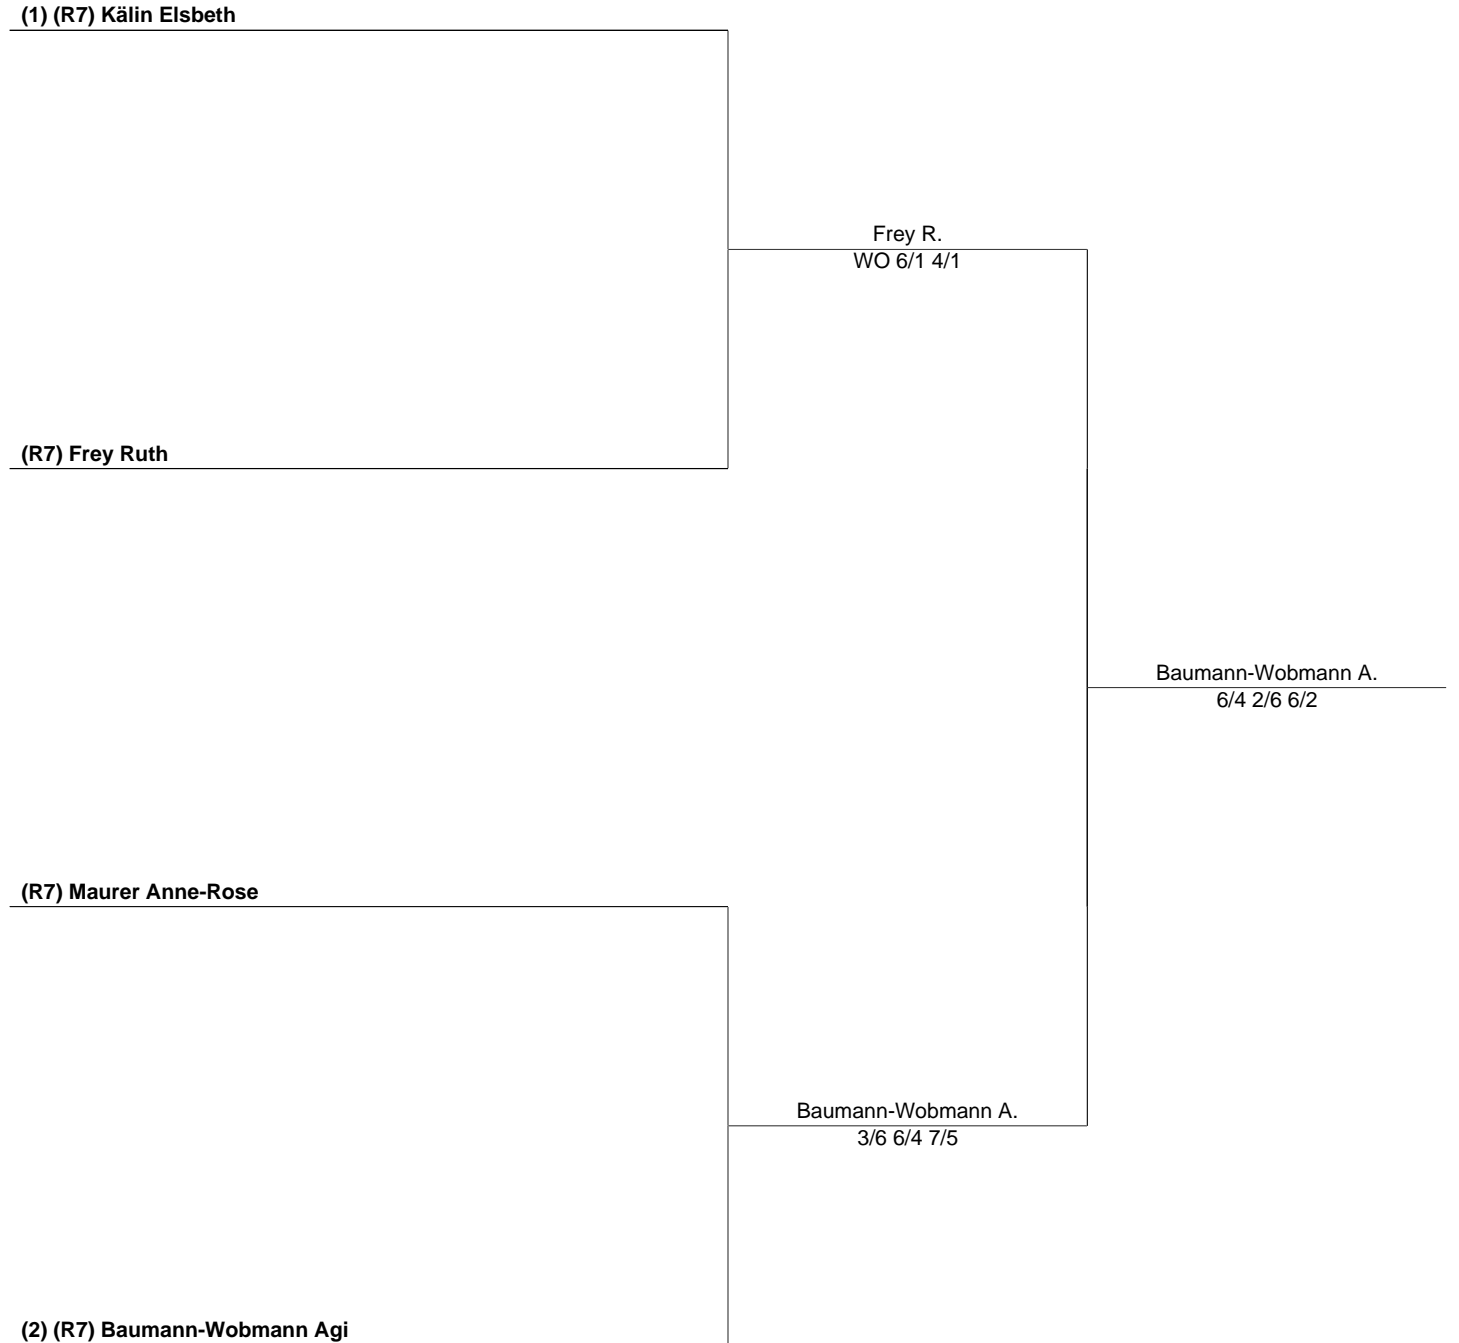 (1) (R7) Kälin Elsbeth
Frey R.
WO 6/1 4/1
(R7) Frey Ruth
Baumann-Wobmann A.
6/4 2/6 6/2
(R7) Maurer Anne-Rose
Baumann-Wobmann A.
3/6 6/4 7/5
(2) (R7) Baumann-Wobmann Agi